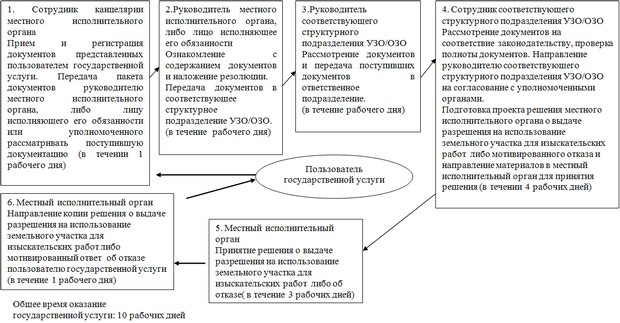 1. Сотрудник канцелярии
местного исполнительного
органа
Прием и регистрация
документов представленных
пользователем государственной
услуги. Передача пакета
документов руководителю
местного исполнительного
органа, либо лицу
исполняющего его обязанности
или уполномоченного
рассматривать поступившую
документацию (в течении 1
рабочего дня)
2.Руководитель местного
исполнительного органа,
либо лицо исполняющее
его обязанности
Ознакомление с
содержанием документов
и наложение резолюции.
Передача документов в
соответствующее
структурное
подразделение УЗО/ОЗО.
(в течение рабочего дня)
3.Руководитель
соответствующего
структурного
подразделения УЗО/ОЗО
Рассмотрение документов
и передача поступивших
документов в
ответственное
подразделение.
(в течение рабочего дня)
4. Сотрудник соответствующего
структурного подразделения УЗО/ОЗО
Рассмотрение документов на
соответствие законодательству, проверка
полноты документов. Направление
руководителю соответствующего
структурного подразделения УЗО/ОЗО
на согласование с уполномоченными
органами.
Подготовка проекта решения местного
исполнительного органа о выдаче
разрешения на использование
земельного участка для изыскательских
работ либо мотивированного отказа и
направление материалов в местный
исполнительный орган для принятия
решения (в течении 4 рабочих дней)
Пользователь
государственной услуги
6. Местный исполнительный орган
Направление копии решения о выдаче
разрешения на использование
земельного участка для
изыскательских работ либо
мотивированный ответ об отказе
пользователю государственной услуги
(в течение 1 рабочего дня)
5. Местный исполнительный
орган
Принятие решения о выдаче
разрешения на использование
земельного участка для
изыскательских работ либо об
отказе( в течение 3 рабочих дней)
Общее время оказание
государственной услуги: 10 рабочих дней